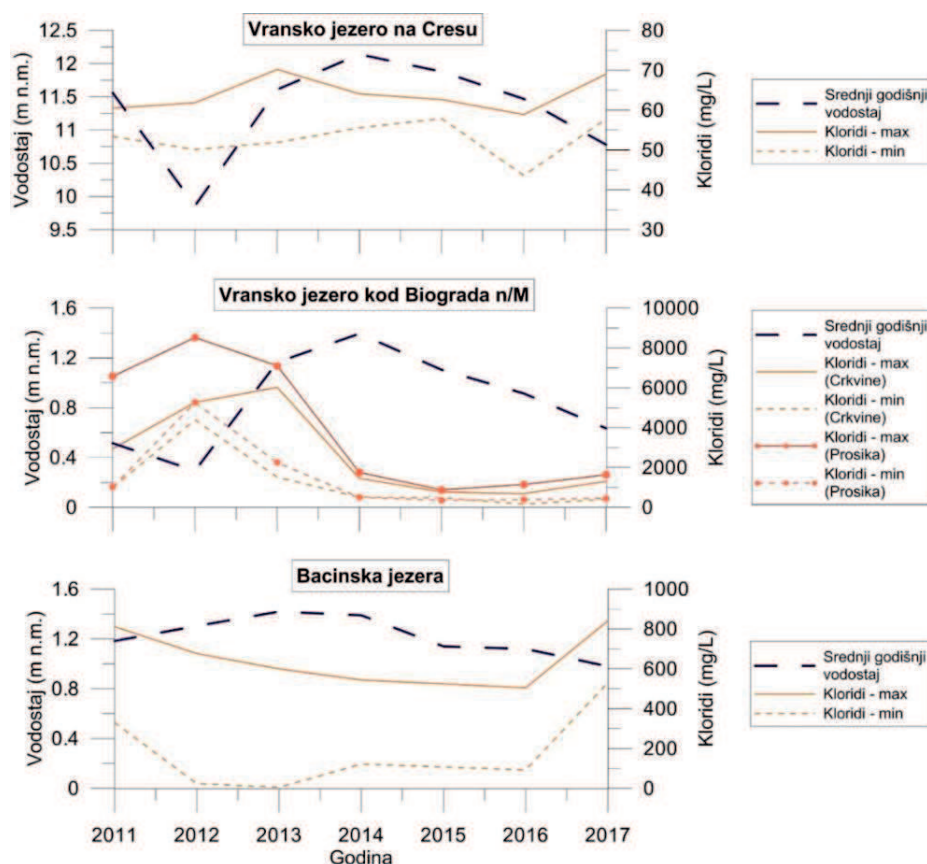 Vransko jezero na Cresu
Vodostaj (m n.m.)
12.5
12
11.5
11
10.5
10
9.5
80
70
60
50
40
30
Kloridi (mg/L)
Srednji godišnji
vodostaj
Kloridi - max
Kloridi - min
Vransko jezero kod Biograda n/M
Vodostaj (m n.m.)
1.6
1.2
0.8
0.4
0
10000
8000
6000
4000
2000
0
Kloridi (mg/L)
Srednji godišnji
vodostaj
Kloridi - max
(Crkvine)
Kloridi - min
(Crkvine)
Kloridi - max
(Prosika)
Kloridi - min
(Prosika)
Bacinska jezera
Vodostaj (m n.m.)
1.6
1.2
0.8
0.4
0
1000
800
600
400
200
0
Kloridi (mg/L)
Srednji godišnji
vodostaj
Kloridi - max
Kloridi - min
2011 2012 2013 2014 2015 2016 2017
Godina